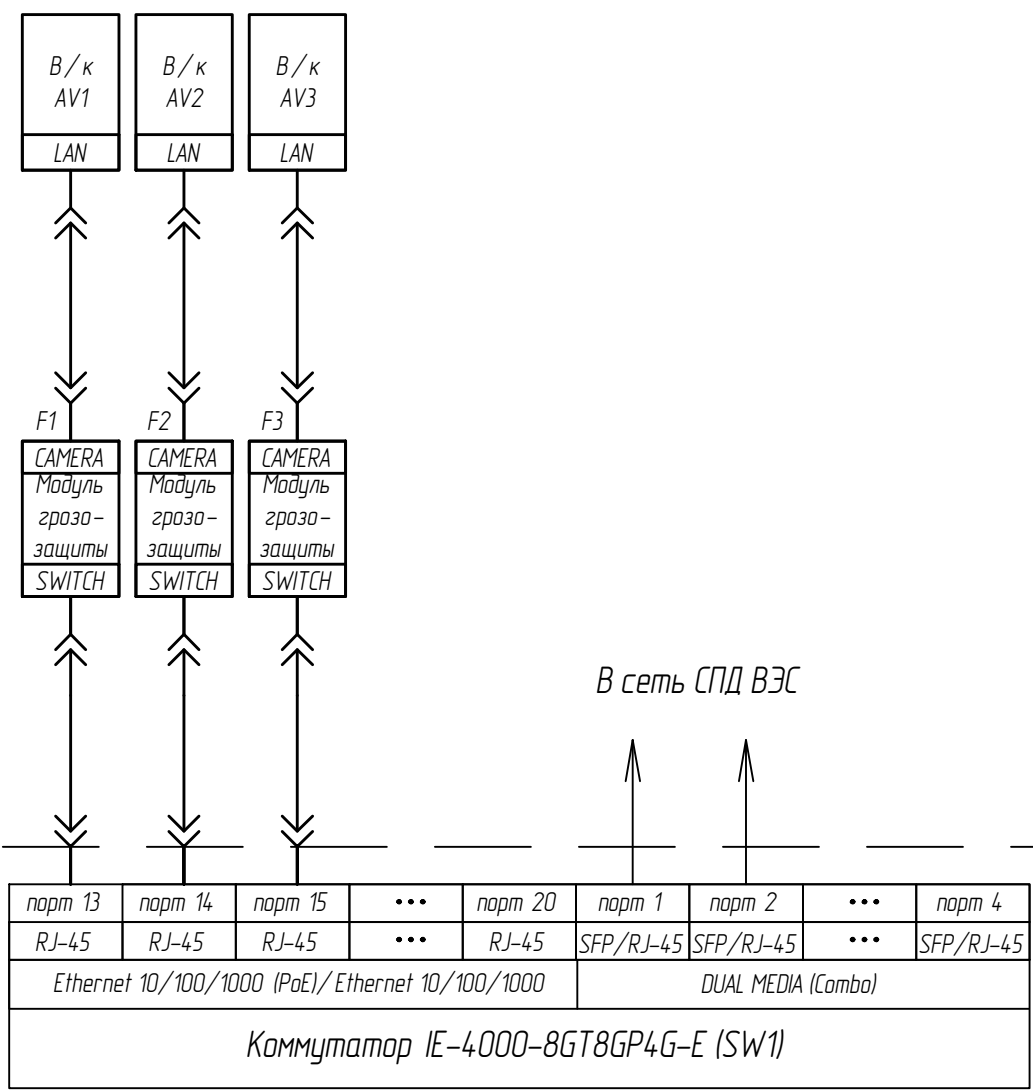 В/к В/к В/к
AV1 AV2 AV3
LAN LAN LAN
F1 F2 F3
CAMERA CAMERA CAMERA
Модуль Модуль Модуль
грозо- грозо- грозо-
защиты защиты защиты
SWITCH SWITCH SWITCH
В сеть СПД ВЭС
порт 13 порт 14 порт 15 ••• порт 20 порт 1 порт 2 ••• порт 4
RJ-45 RJ-45 RJ-45 ••• RJ-45 SFP/RJ-45 SFP/RJ-45 ••• SFP/RJ-45
Ethernet 10/100/1000 (PoE)/ Ethernet 10/100/1000 DUAL MEDIA (Combo)
Коммутатор IE-4000-8GT8GP4G-E (SW1)